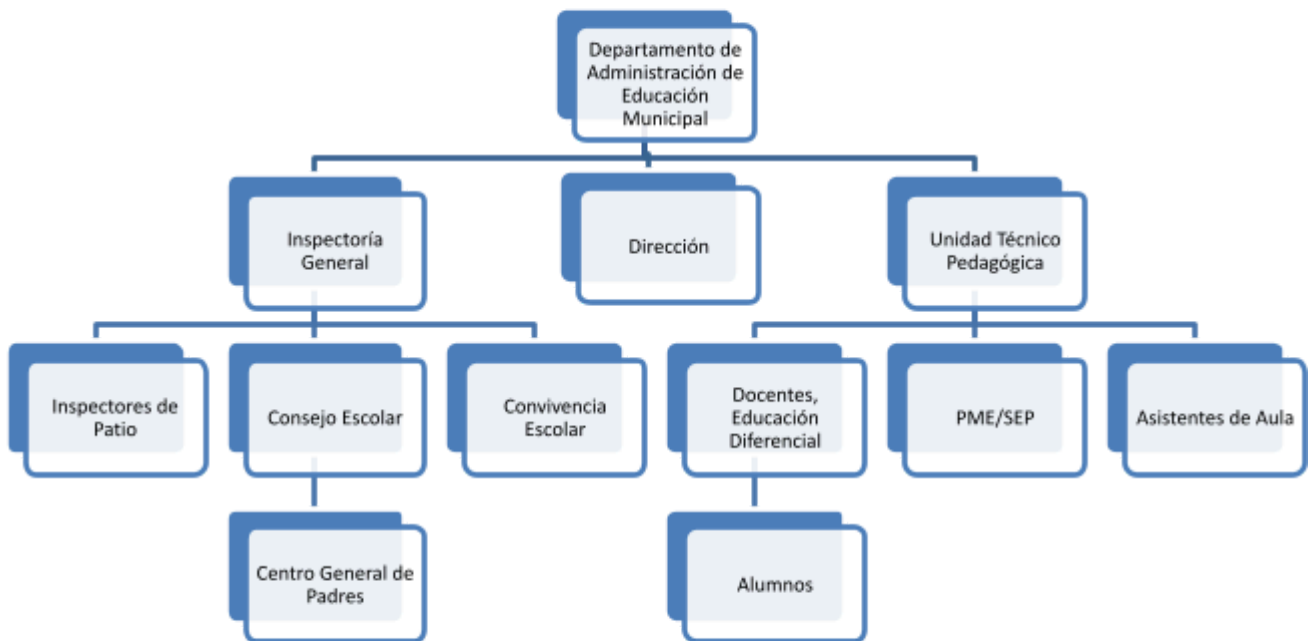 Departamento de
Administración de
Educación
Municipal
Inspectoría
General
Dirección
Unidad Técnico
Pedagógica
Inspectores de
Patio
Consejo Escolar
Convivencia
Escolar
Docentes,
Educación
Diferencial
PME/SEP
Asistentes de Aula
Centro General de
Padres
Alumnos